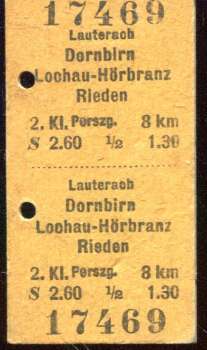 17469
Lauterach
Dornbirn
Lochau-Hörbranz
Rieden
2. Kl. Perszg. 8 km
S 2.60 ½ 1.30
Lauterach
Dornbirn
Lochau-Hörbranz
Rieden
2. Kl. Perszg. 8 km
S 2.60 ½ 1.30
17469